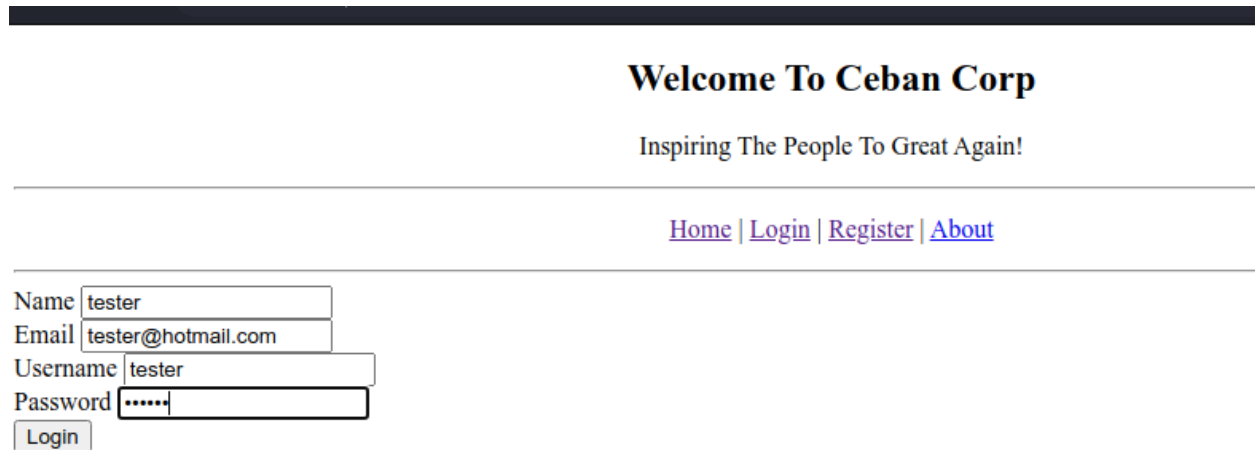 Welcome To Ceban Corp
Inspiring The People To Great Again!
Home | Login | Register | About
Name tester
Email tester@hotmail.com
Username tester
Password ••••••
Login